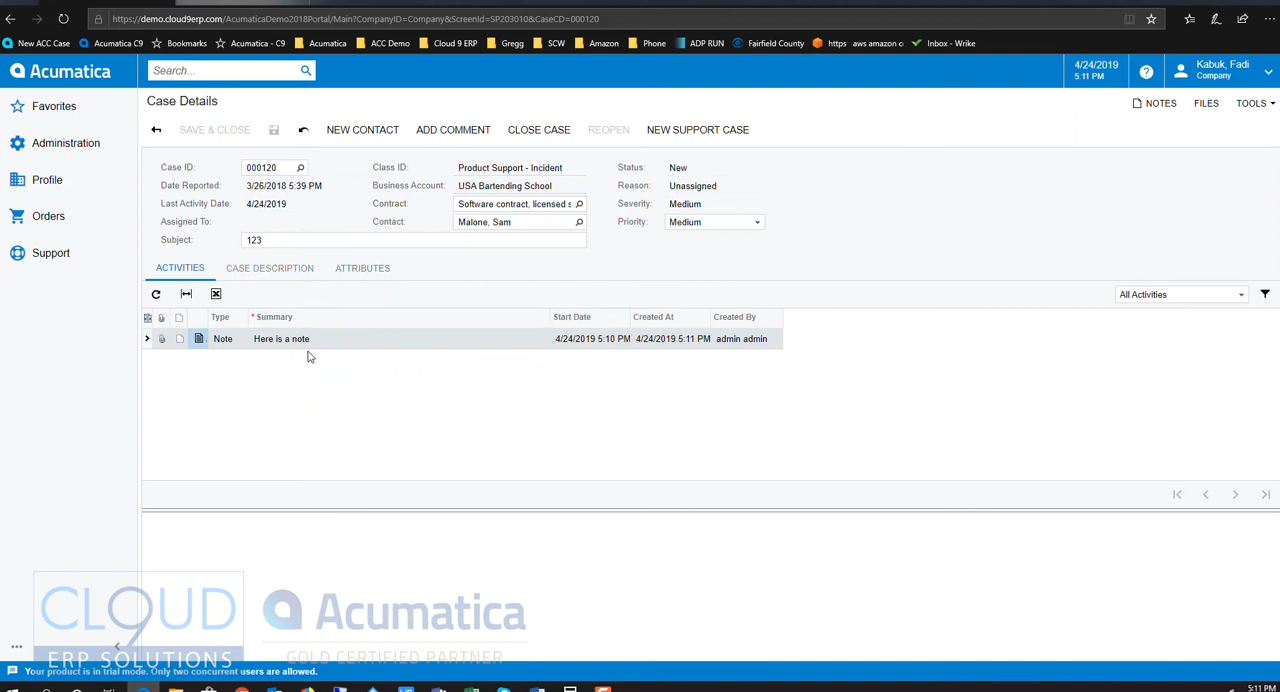 https://demo.cloud9erp.com/AcumaticaDemo2018Portal/Main?CompanyID=Company&ScreenId=SP203010&CaseCD=000120
New ACC Case Acumatica C9 Bookmarks Acumatica - C9 Acumatica ACC Demo Cloud 9 ERP Gregg SCW Amazon Phone ADP RUN Fairfield County https aws amazon c Inbox - Wrike
Acumatica Search... 4/24/2019 5:11 PM Kabuk, Fadi Company
Favorites
Administration
Profile
Orders
Support
Case Details NOTES FILES TOOLS
SAVE & CLOSE NEW CONTACT ADD COMMENT CLOSE CASE REOPEN NEW SUPPORT CASE
Case ID: 000120 Class ID: Product Support - Incident Status: New
Date Reported: 3/26/2018 5:39 PM Business Account: USA Bartending School Reason: Unassigned
Last Activity Date: 4/24/2019 Contract: Software contract, licensed s Severity: Medium
Assigned To: Contact: Malone, Sam Priority: Medium
Subject: 123
ACTIVITIES CASE DESCRIPTION ATTRIBUTES
All Activities
Type * Summary Start Date Created At Created By
Note Here is a note 4/24/2019 5:10 PM 4/24/2019 5:11 PM admin admin
CLOUD 9
ERP SOLUTIONS
Acumatica
GOLD CERTIFIED PARTNER
Your product is in trial mode. Only two concurrent users are allowed.
5:11 PM